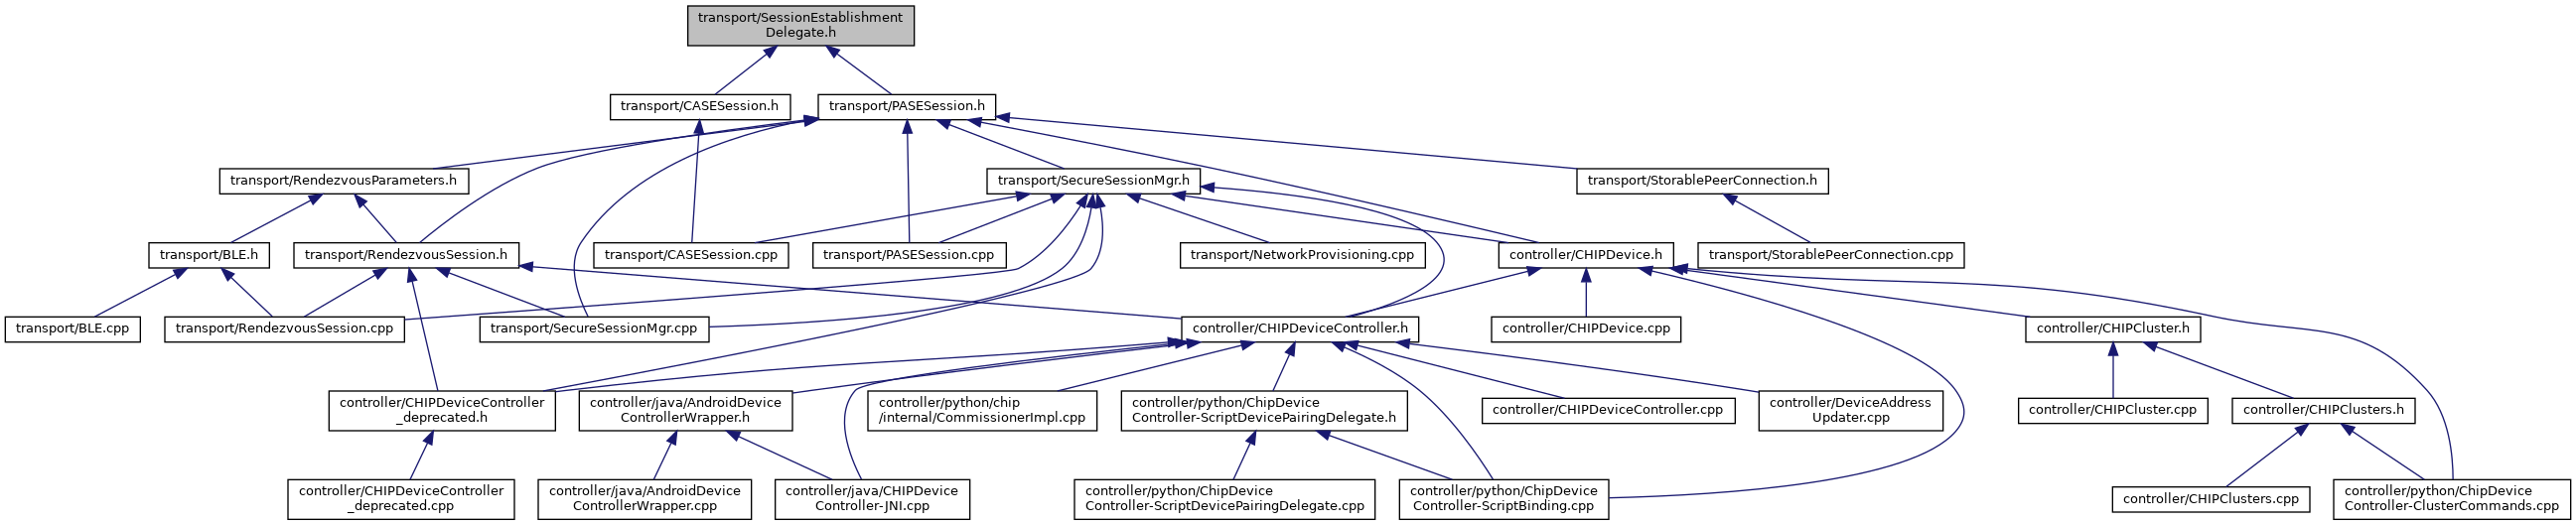 transport/SessionEstablishment
Delegate.h
transport/CASESession.h
transport/PASESession.h
transport/RendezvousParameters.h
transport/SecureSessionMgr.h
transport/StorablePeerConnection.h
transport/BLE.h
transport/RendezvousSession.h
transport/CASESession.cpp
transport/PASESession.cpp
transport/NetworkProvisioning.cpp
controller/CHIPDevice.h
transport/StorablePeerConnection.cpp
transport/BLE.cpp
transport/RendezvousSession.cpp
transport/SecureSessionMgr.cpp
controller/CHIPDeviceController.h
controller/CHIPDevice.cpp
controller/CHIPCluster.h
controller/CHIPDeviceController
_deprecated.h
controller/java/AndroidDevice
ControllerWrapper.h
controller/python/chip
/internal/CommissionerImpl.cpp
controller/python/ChipDevice
Controller-ScriptDevicePairingDelegate.h
controller/CHIPDeviceController.cpp
controller/DeviceAddress
Updater.cpp
controller/CHIPCluster.cpp
controller/CHIPClusters.h
controller/CHIPDeviceController
_deprecated.cpp
controller/java/AndroidDevice
ControllerWrapper.cpp
controller/java/CHIPDevice
Controller-JNI.cpp
controller/python/ChipDevice
Controller-ScriptDevicePairingDelegate.cpp
controller/python/ChipDevice
Controller-ScriptBinding.cpp
controller/CHIPClusters.cpp
controller/python/ChipDevice
Controller-ClusterCommands.cpp